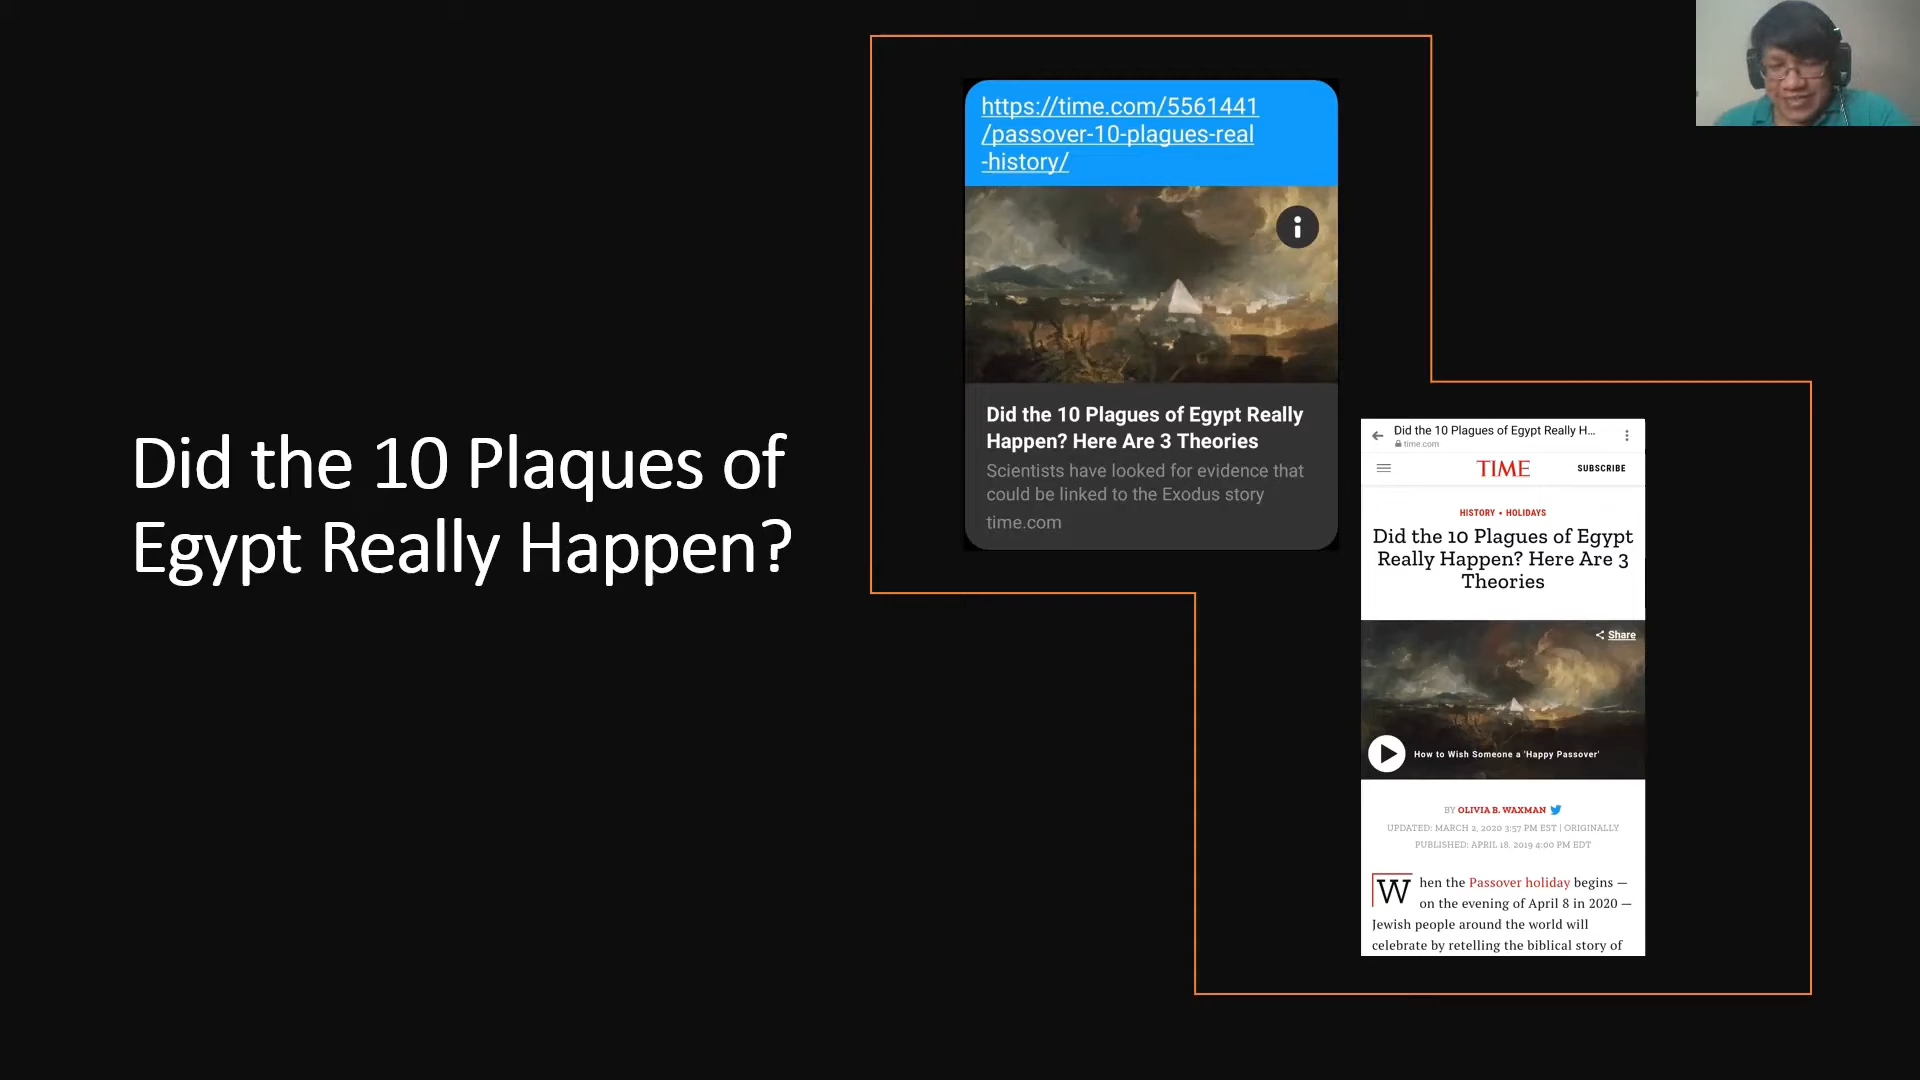 Did the 10 Plaques of
Egypt Really Happen?
https://time.com/5561441
/passover-10-plagues-real
-history/
Did the 10 Plagues of Egypt Really
Happen? Here Are 3 Theories
Scientists have looked for evidence that
could be linked to the Exodus story
time.com
Did the 10 Plagues of Egypt Really H...
time.com
TIME
SUBSCRIBE
HISTORY • HOLIDAYS
Did the 10 Plagues of Egypt
Really Happen? Here Are 3
Theories
Share
How to Wish Someone a 'Happy Passover'
BY OLIVIA B. WAXMAN
UPDATED: MARCH 2, 2020 3:57 PM EST | ORIGINALLY
PUBLISHED: APRIL 18, 2019 4:00 PM EDT
When the Passover holiday begins —
on the evening of April 8 in 2020 —
Jewish people around the world will
celebrate by retelling the biblical story of